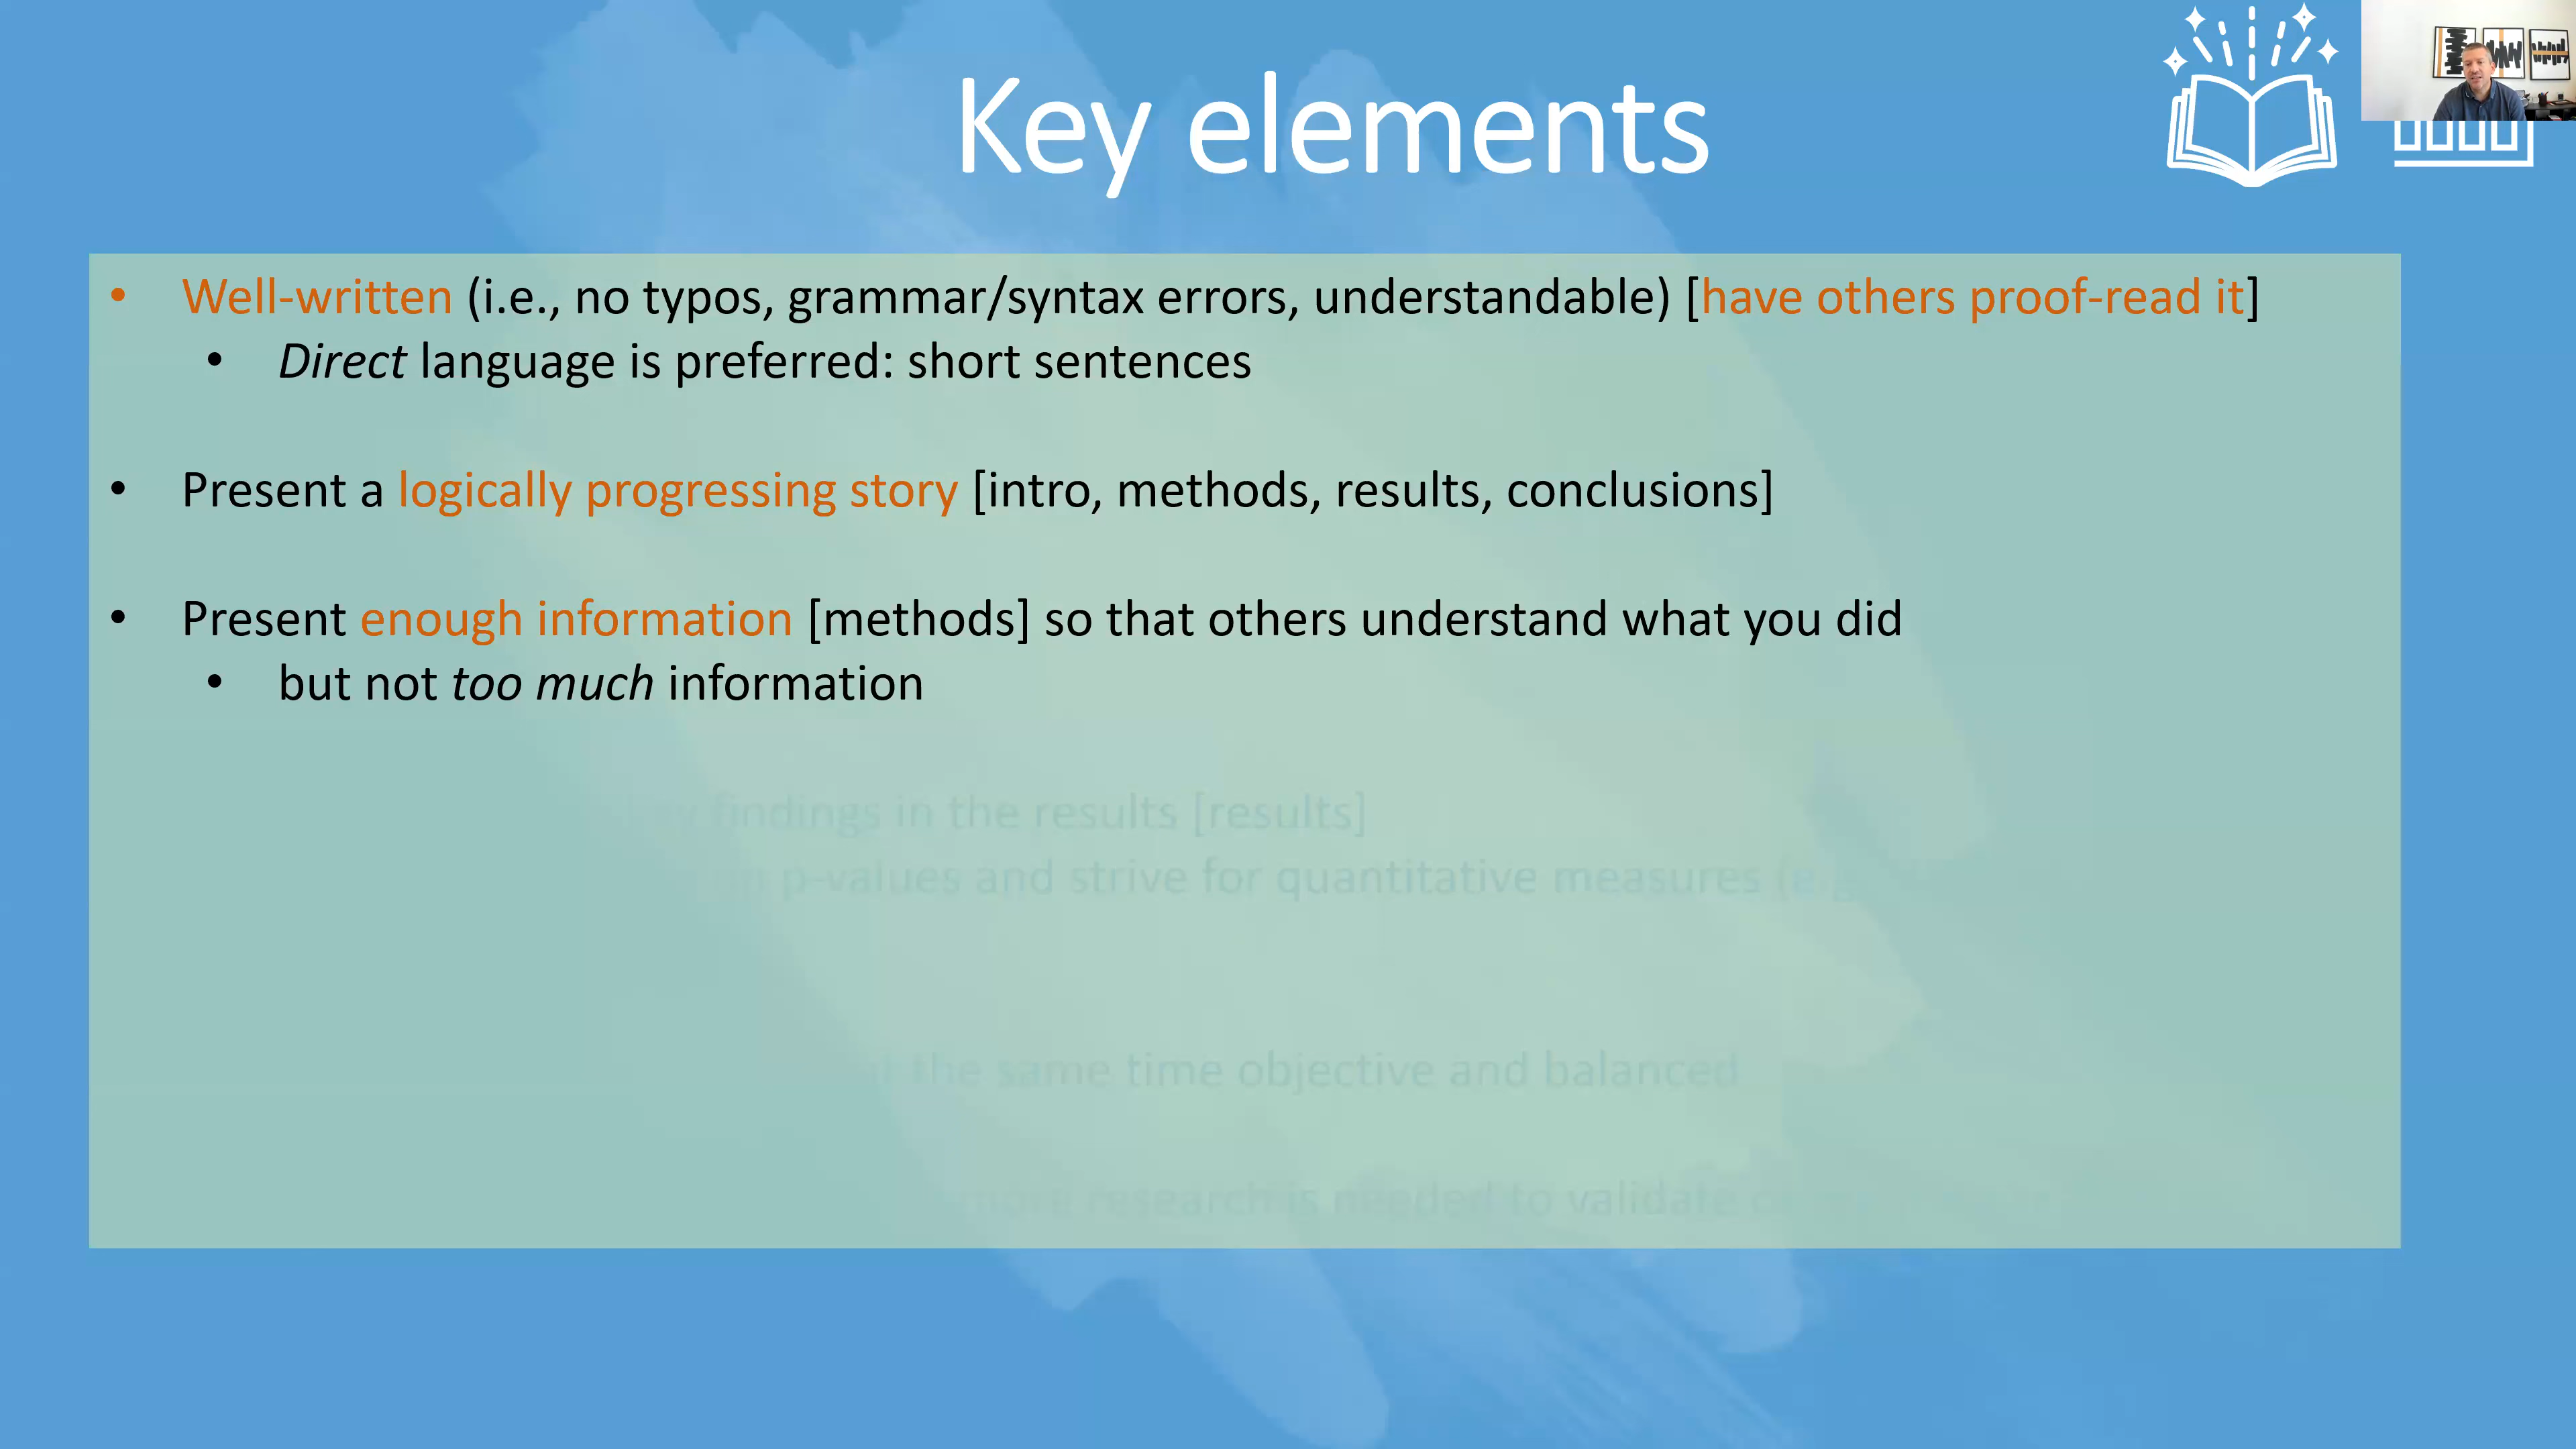 Key elements
• Well-written (i.e., no typos, grammar/syntax errors, understandable) [have others proof-read it]
• Direct language is preferred: short sentences
• Present a logically progressing story [intro, methods, results, conclusions]
• Present enough information [methods] so that others understand what you did
• but not too much information
findings in the results [results]
p-values and strive for quantitative measures (e.g
the same time objective and balanced
more research is needed to validate